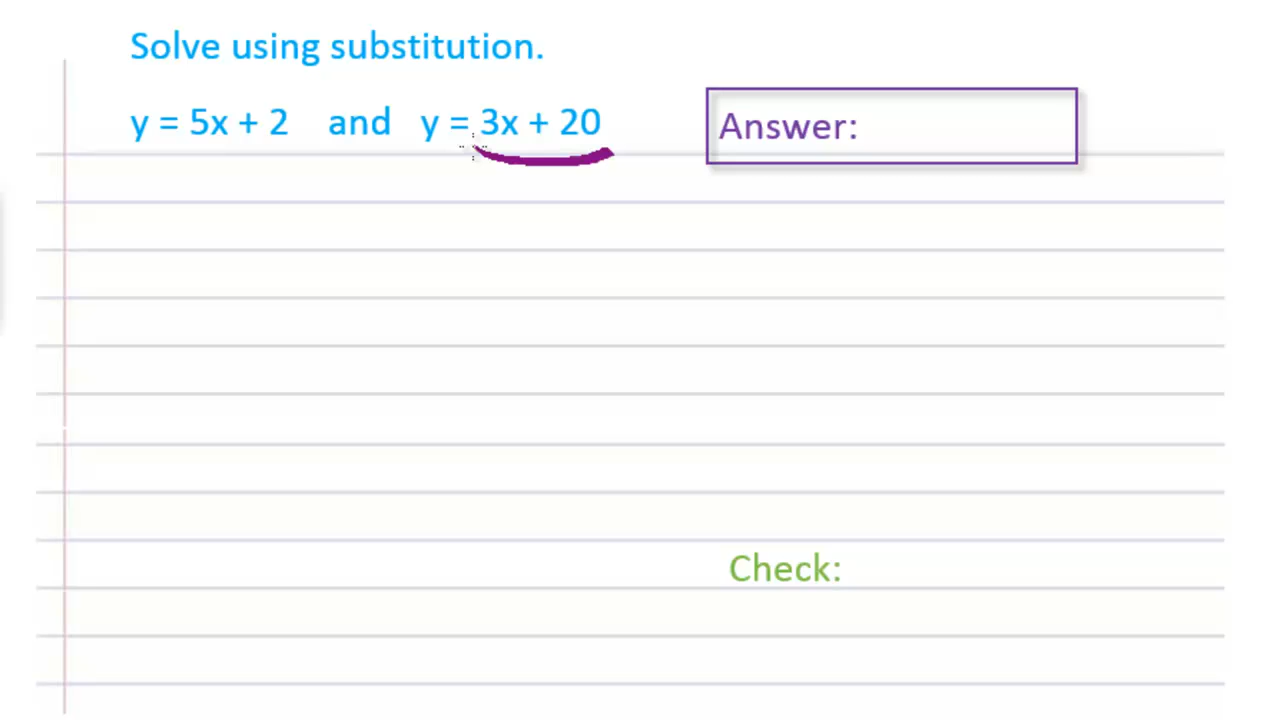 Solve using substitution.
y = 5x + 2 and y = 3x + 20
Answer:
Check: